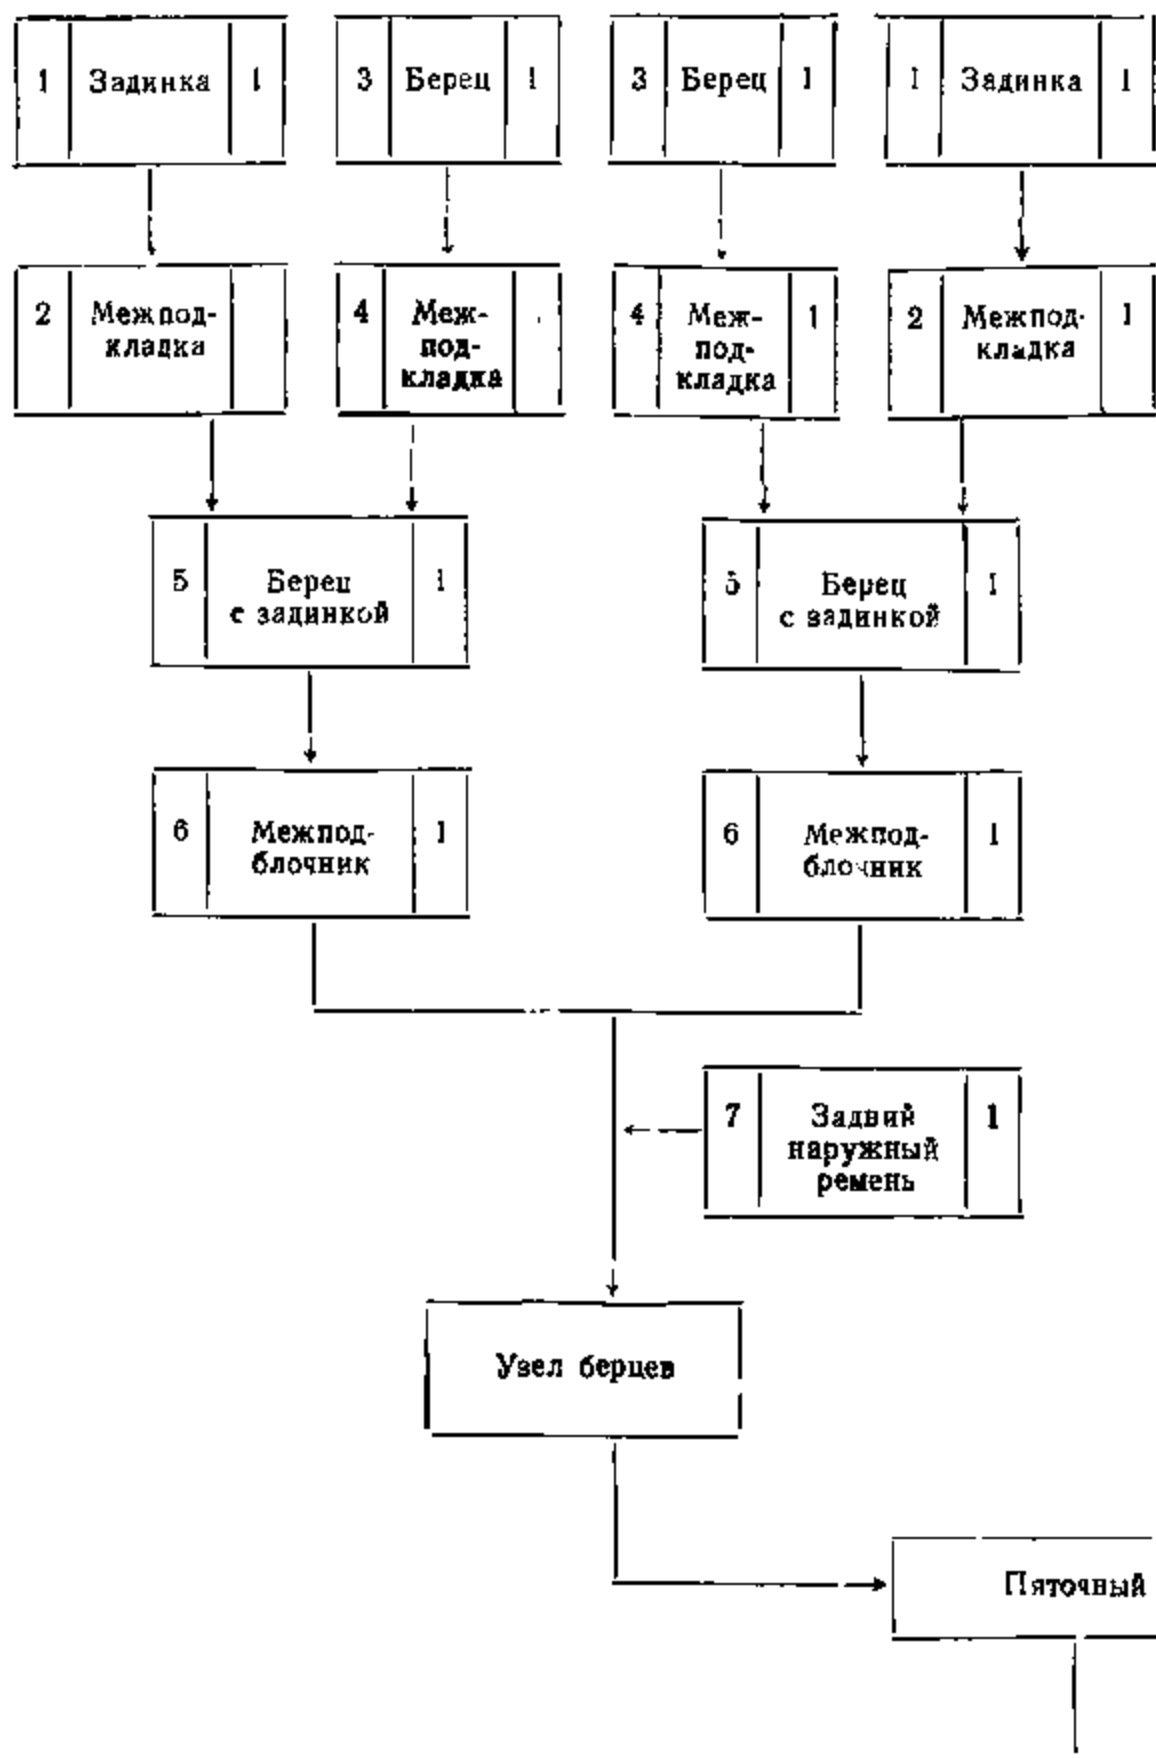 1 Задинка 1
3 Берец 1
3 Берец 1
1 Задинка 1
2 Межпод-
кладка
4 Меж-
под-
кладка
4 Меж- 1
под-
кладка
2 Межпод- 1
кладка
5 Берец 1
с задинкой
5 Берец 1
с задинкой
6 Межпод- 1
блочник
6 Межпод- 1
блочник
7 Задний 1
наружный
ремень
Узел берцев
Пяточный